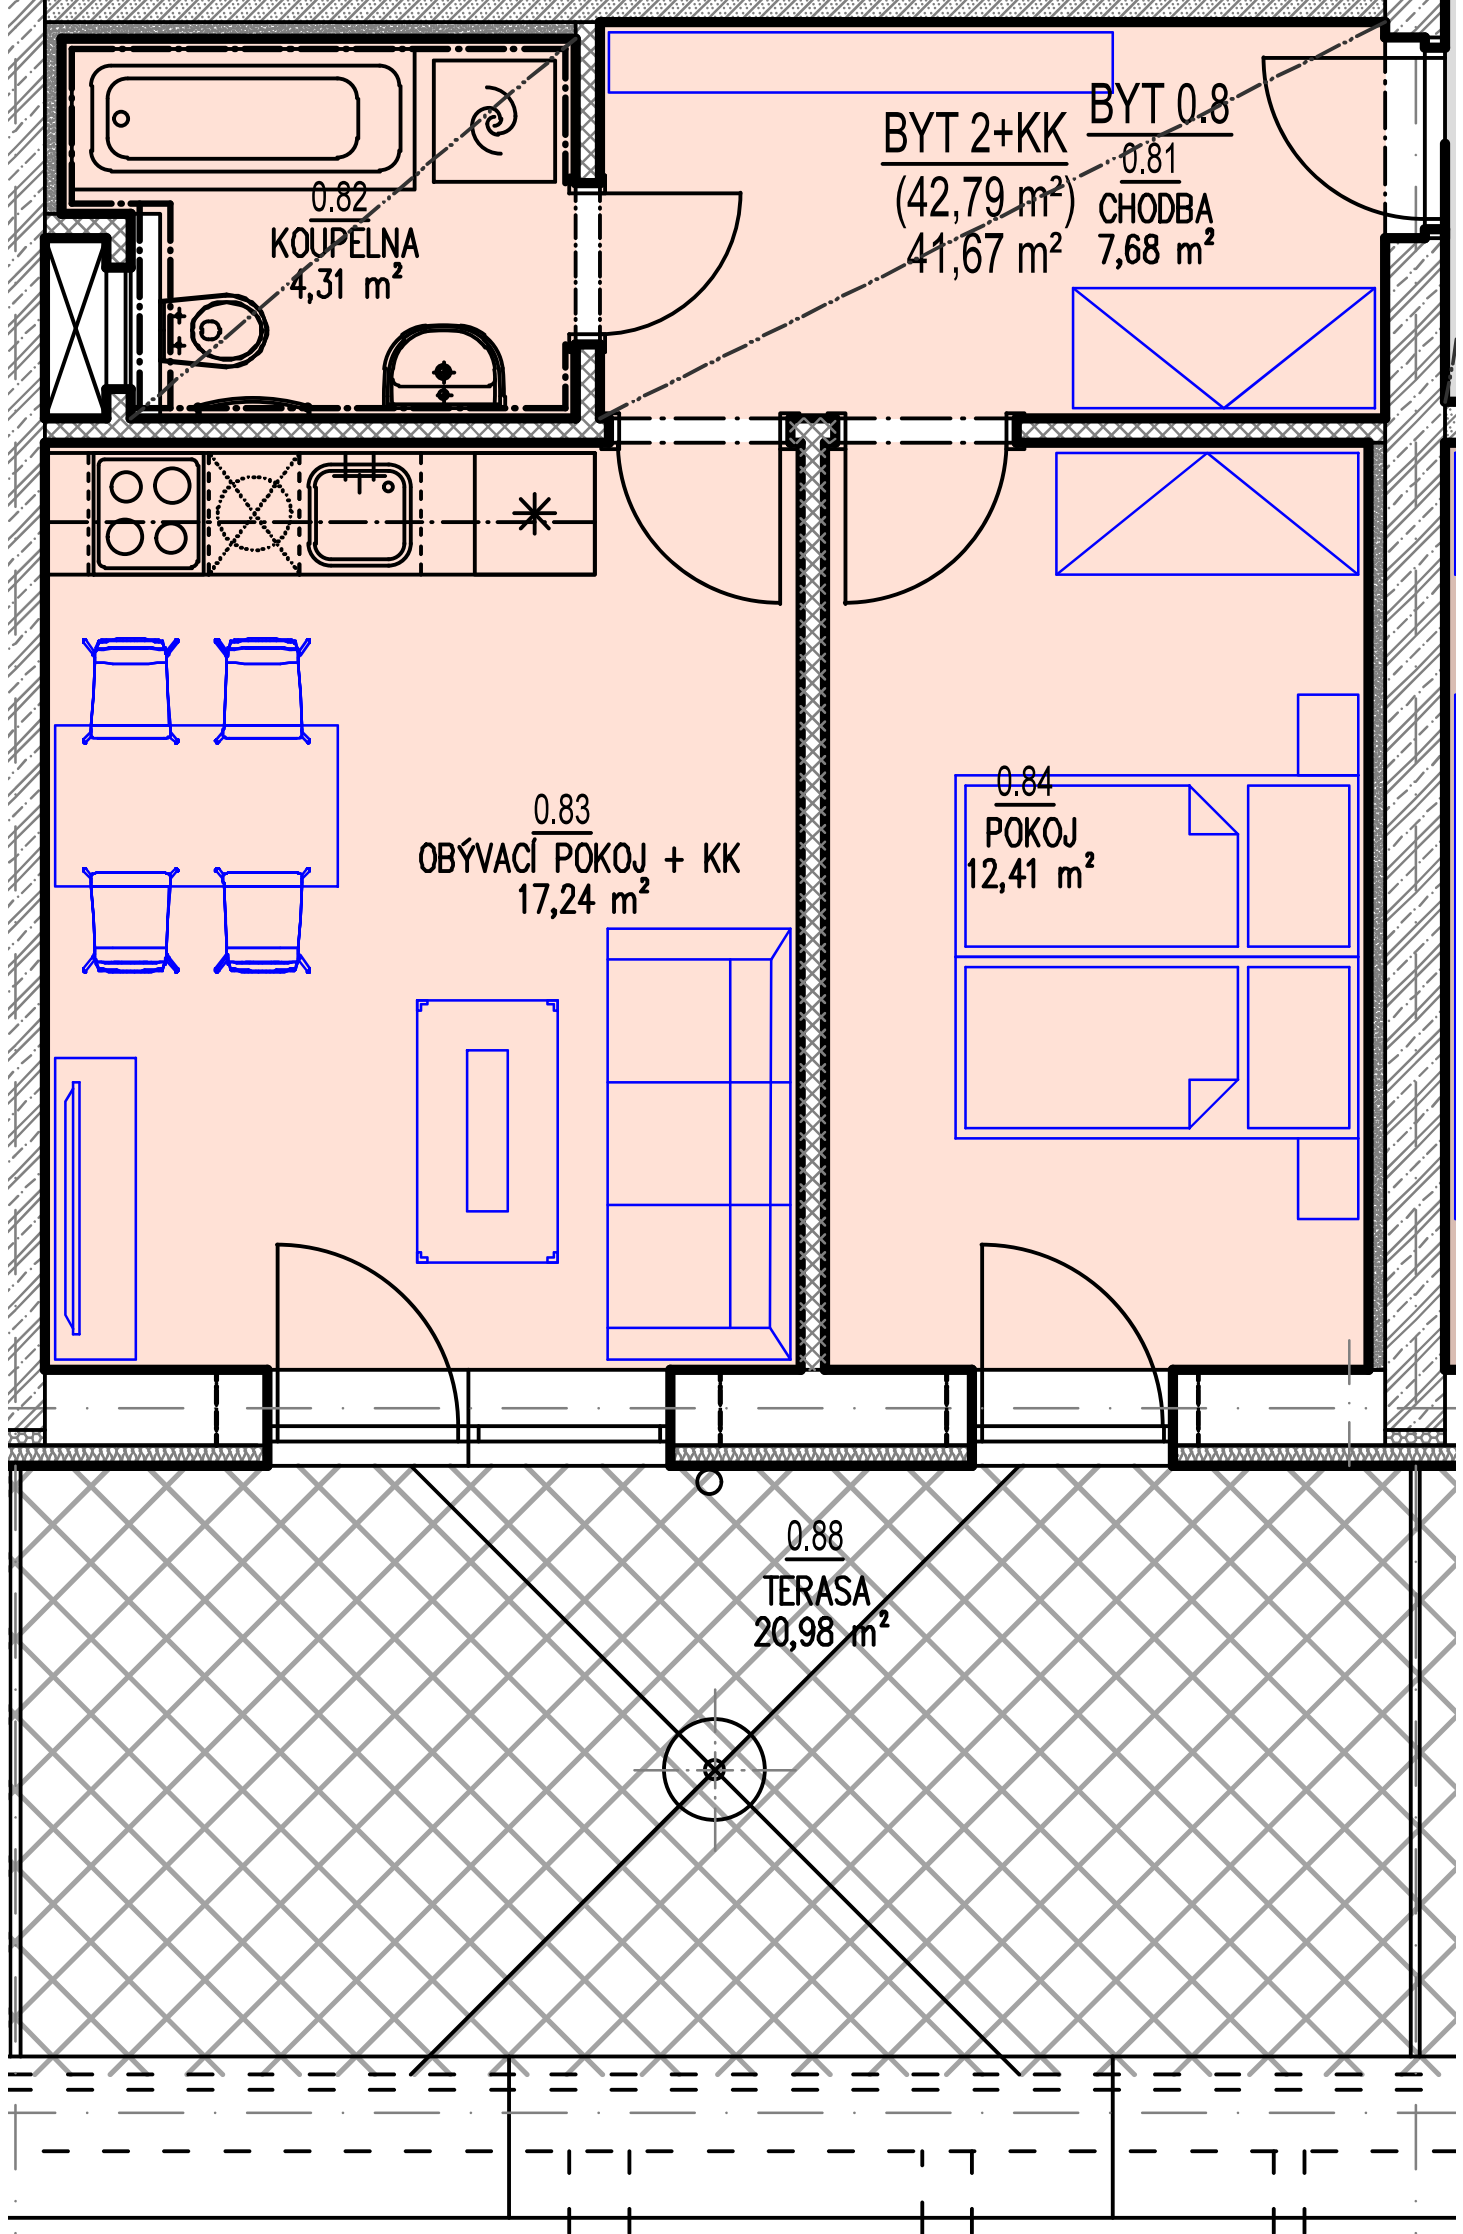 BYT 2+KK
(42,79 m²)
41,67 m²
BYT 0.8
0.81
CHODBA
7,68 m²
0.82
KOUPELNA
4,31 m²
0.83
OBÝVACÍ POKOJ + KK
17,24 m²
0.84
POKOJ
12,41 m²
0.88
TERASA
20,98 m²